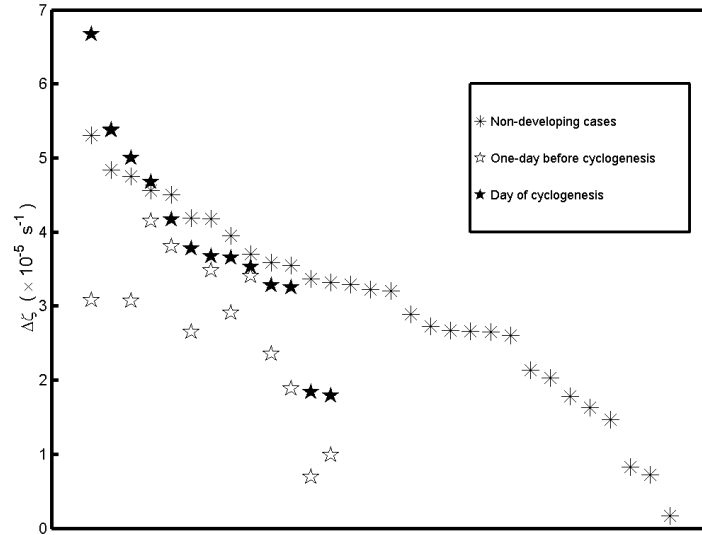 7
6
5
4
3
2
1
0
Δζ (× 10⁻⁵ s⁻¹)
Non-developing cases
One-day before cyclogenesis
Day of cyclogenesis